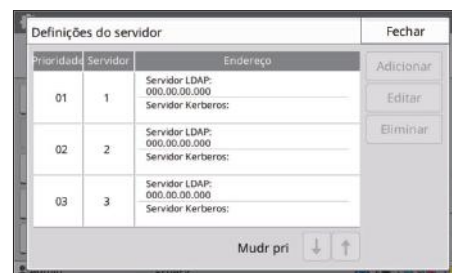 Definições do servidor
Fechar
Prioridade Servidor Endereço
Adicionar
Editar
Eliminar
01 1 Servidor LDAP:
000.00.00.000
Servidor Kerberos:
02 2 Servidor LDAP:
000.00.00.000
Servidor Kerberos:
03 3 Servidor LDAP:
000.00.00.000
Servidor Kerberos:
Mudr pri